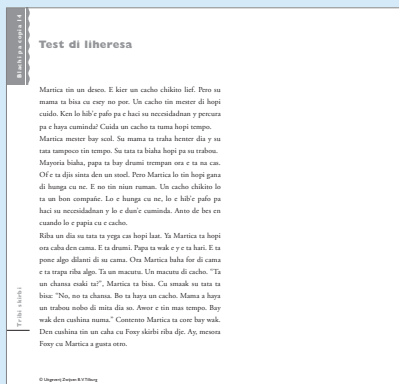 Blachi pa copia 14
Test di liheresa
Martica tin un deseo. E kier un cacho chikito lief. Pero su
mama ta bisa cu esey no por. Un cacho tin mester di hopi
cuido. Ken lo hib'e pafo pa e haci su necesidadnan y percura
pa e haya cuminda? Cuida un cacho ta tuma hopi tempo.
Martica mester bay scol. Su mama ta traha henter dia y su
tata tampoco tin tempo. Su tata ta biaha hopi pa su trabou.
Mayoria biaha, papa ta bay drumi trempan ora e ta na cas.
Of e ta djis sinta den un stoel. Pero Martica lo tin hopi gana
di hunga cu ne. E no tin niun ruman. Un cacho chikito lo
ta un bon compañe. Lo e hunga cu ne, lo e hib'e pafo pa
haci su necesidadnan y lo e dun'e cuminda. Anto de bes en
cuando lo e papia cu e cacho.
Riba un dia su tata ta yega cas hopi laat. Ya Martica ta hopi
ora caba den cama. E ta drumi. Papa ta wak e y e ta hari. E ta
pone algo dilanti di su cama. Ora Martica baha for di cama
e ta trapa riba algo. Ta un macutu. Un macutu di cacho. "Ta
un chansa esaki ta?", Martica ta bisa. Cu smaak su tata ta
bisa: "No, no ta chansa. Bo ta haya un cacho. Mama a haya
un trabou nobo di mita dia so. Awor e tin mas tempo. Bay
wak den cushina numa." Contento Martica ta core bay wak.
Den cushina tin un caha cu Foxy skirbi riba dje. Ay, mesora
Foxy cu Martica a gusta otro.
Tribi skirbi
© Uitgeverij Zwijsen B.V. Tilburg